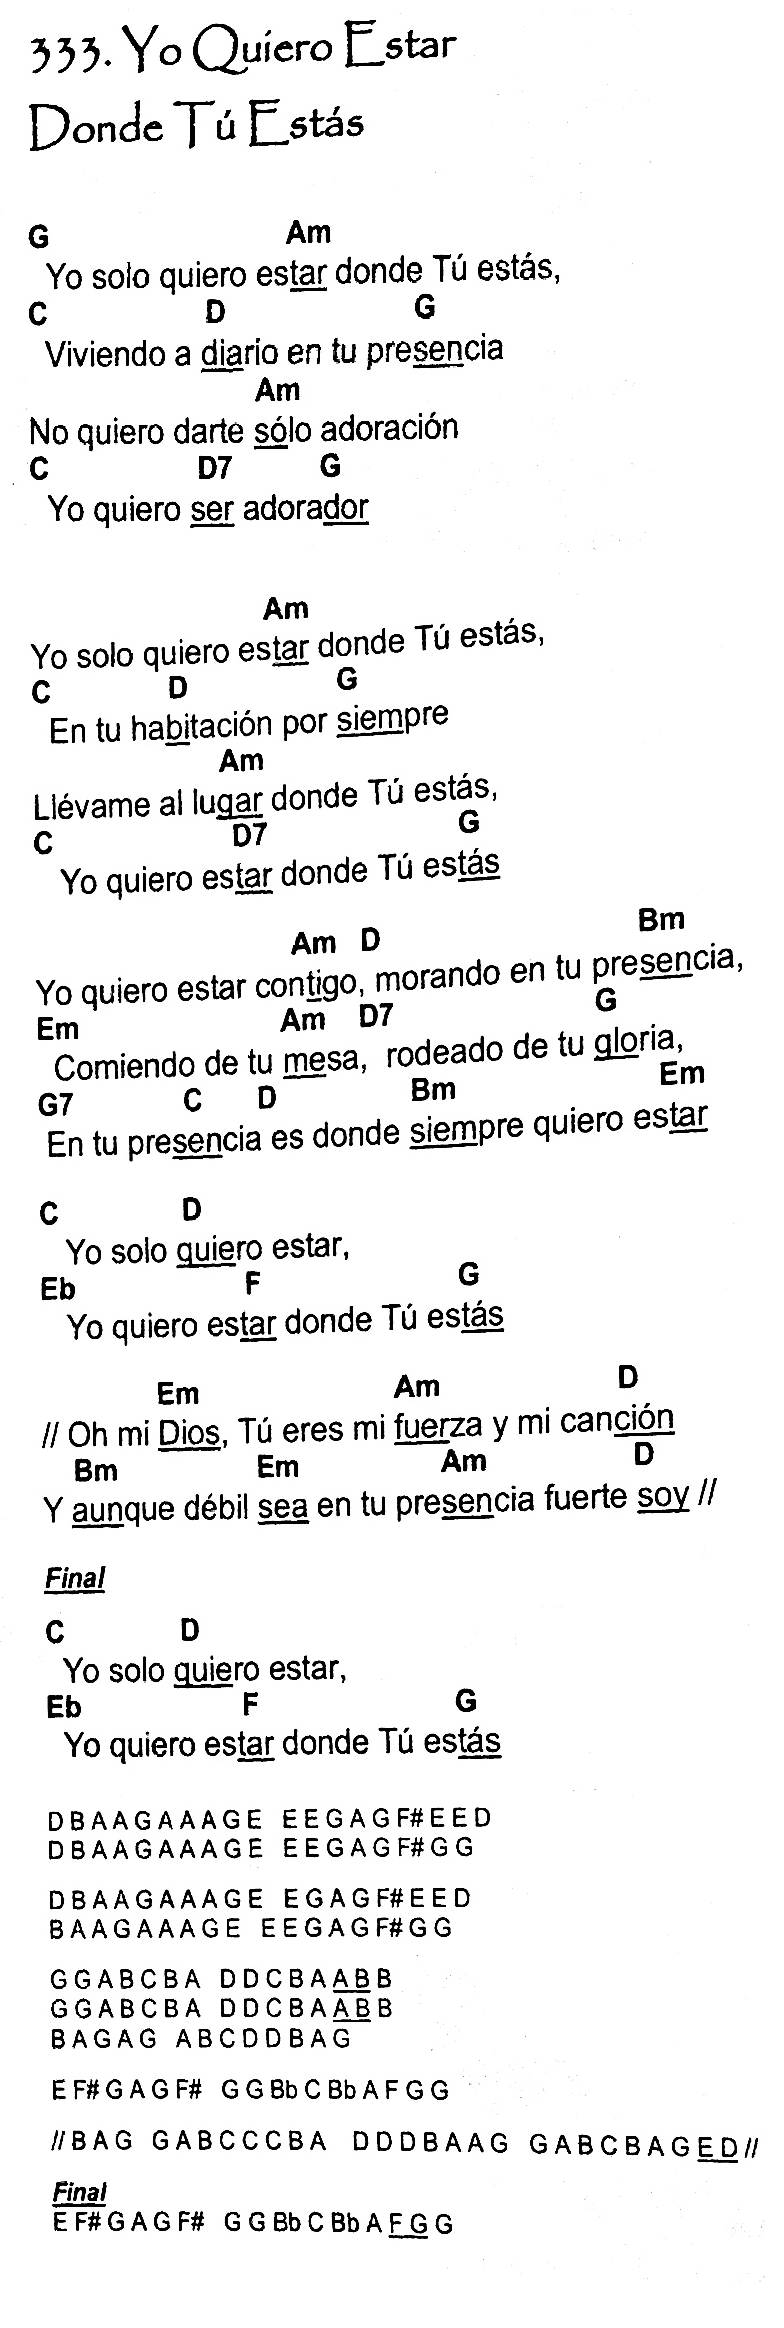 333. Yo Quiero Estar
Donde Tú Estás
G Am
Yo solo quiero estar donde Tú estás,
C D G
Viviendo a diario en tu presencia
Am
No quiero darte sólo adoración
C D7 G
Yo quiero ser adorador
Am
Yo solo quiero estar donde Tú estás,
C D G
En tu habitación por siempre
Am
Llévame al lugar donde Tú estás,
C D7 G
Yo quiero estar donde Tú estás
Am D Bm
Yo quiero estar contigo, morando en tu presencia,
Em Am D7 G
Comiendo de tu mesa, rodeado de tu gloria,
G7 C D Bm Em
En tu presencia es donde siempre quiero estar
C D
Yo solo quiero estar,
Eb F G
Yo quiero estar donde Tú estás
Em Am D
// Oh mi Dios, Tú eres mi fuerza y mi canción
Bm Em Am D
Y aunque débil sea en tu presencia fuerte soy //
Final
C D
Yo solo quiero estar,
Eb F G
Yo quiero estar donde Tú estás
D B A A G A A A G E E E G A G F# E E D
D B A A G A A A G E E E G A G F# G G
D B A A G A A A G E E G A G F# E E D
B A A G A A A G E E E G A G F# G G
G G A B C B A D D C B A A B B
G G A B C B A D D C B A A B B
B A G A G A B C D D B A G
E F# G A G F# G G Bb C Bb A F G G
// B A G G A B C C C B A D D D B A A G G A B C B A G E D //
Final
E F# G A G F# G G Bb C Bb A F G G